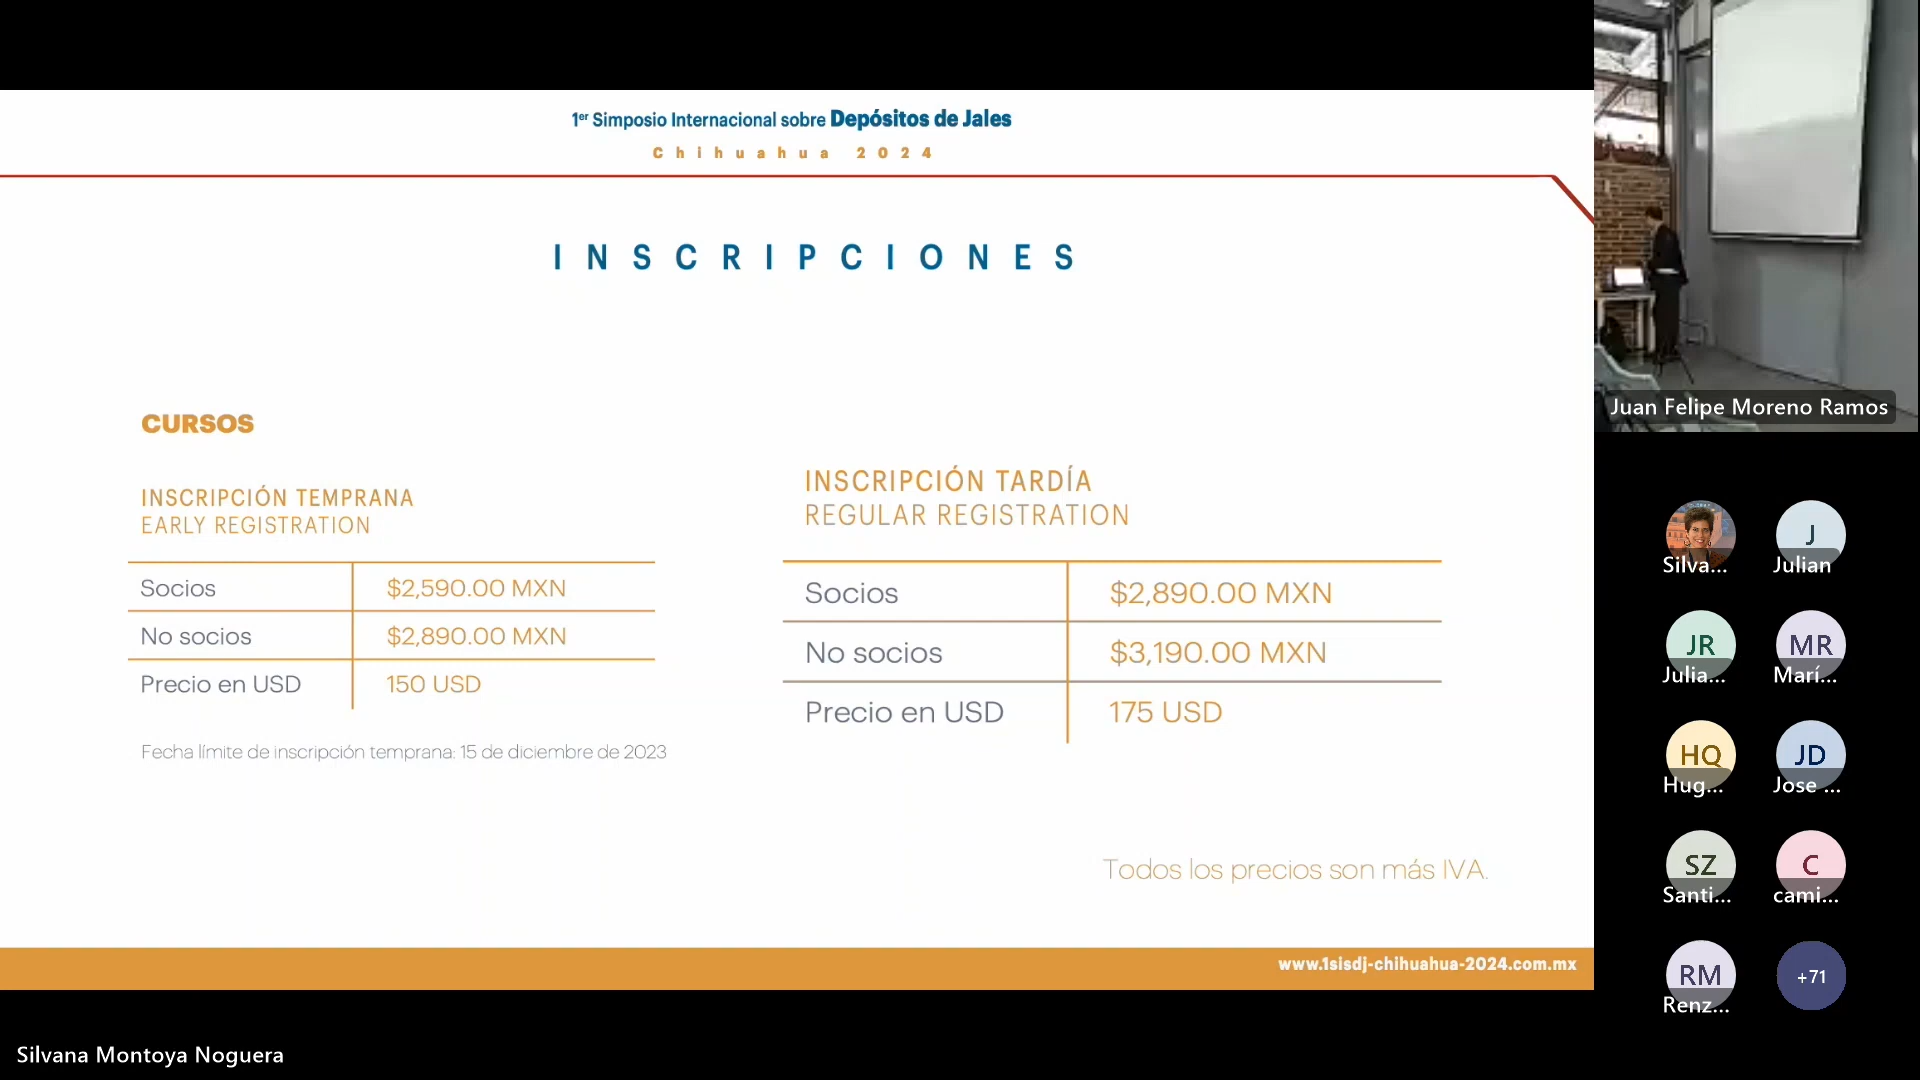 1er Simposio Internacional sobre Depósitos de Jales
Chihuahua 2024
INSCRIPCIONES
CURSOS
INSCRIPCIÓN TEMPRANA
EARLY REGISTRATION
Socios $2,590.00 MXN
No socios $2,890.00 MXN
Precio en USD 150 USD
Fecha límite de inscripción temprana: 15 de diciembre de 2023
INSCRIPCIÓN TARDÍA
REGULAR REGISTRATION
Socios $2,890.00 MXN
No socios $3,190.00 MXN
Precio en USD 175 USD
Todos los precios son más IVA.
www.1sisdj-chihuahua-2024.com.mx
Silvana Montoya Noguera
Juan Felipe Moreno Ramos
Silva...
J
Julian
JR
Julia...
MR
Marí...
HQ
Hug...
JD
Jose ...
SZ
Santi...
C
cami...
RM
Renz...
+71